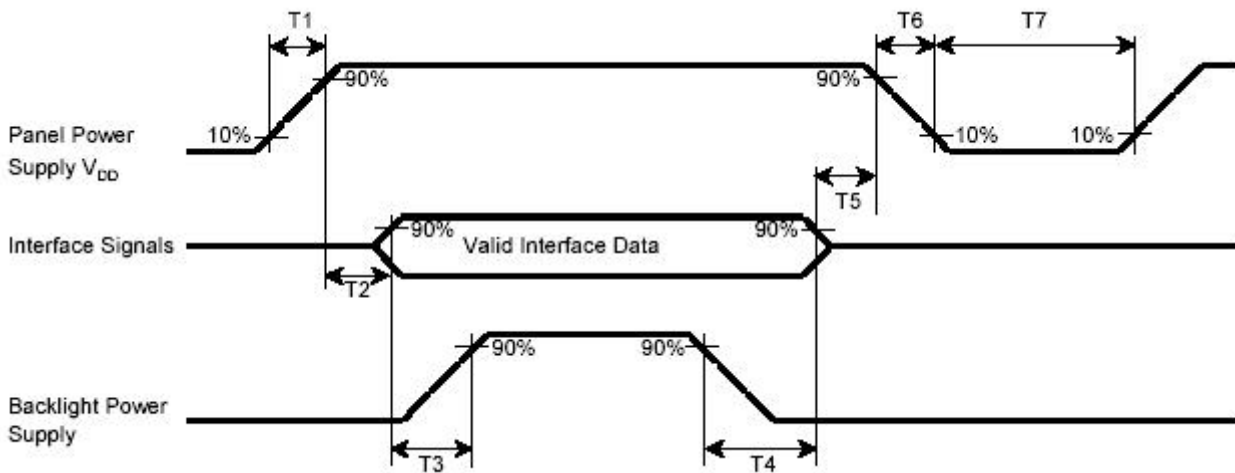 T1
T6
T7
90%
90%
Panel Power
Supply V_DD
10%
10%
10%
T5
Interface Signals
90%
Valid Interface Data
90%
T2
90%
90%
Backlight Power
Supply
T3
T4